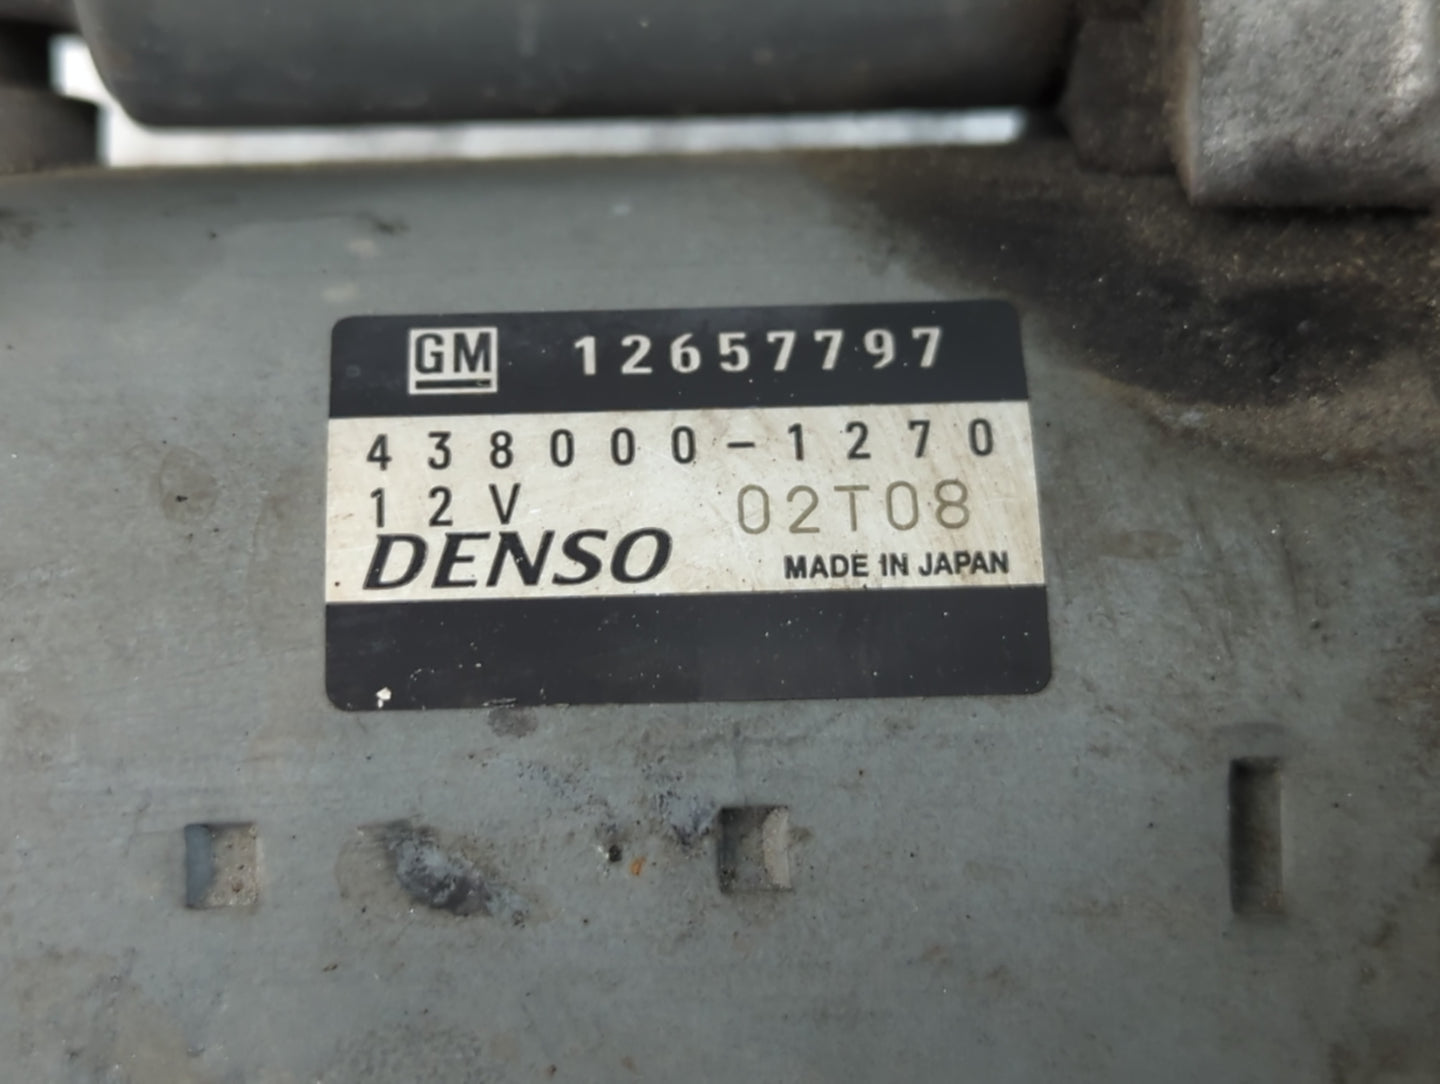 GM 12657797
438000-1270
12V 02T08
DENSO MADE IN JAPAN